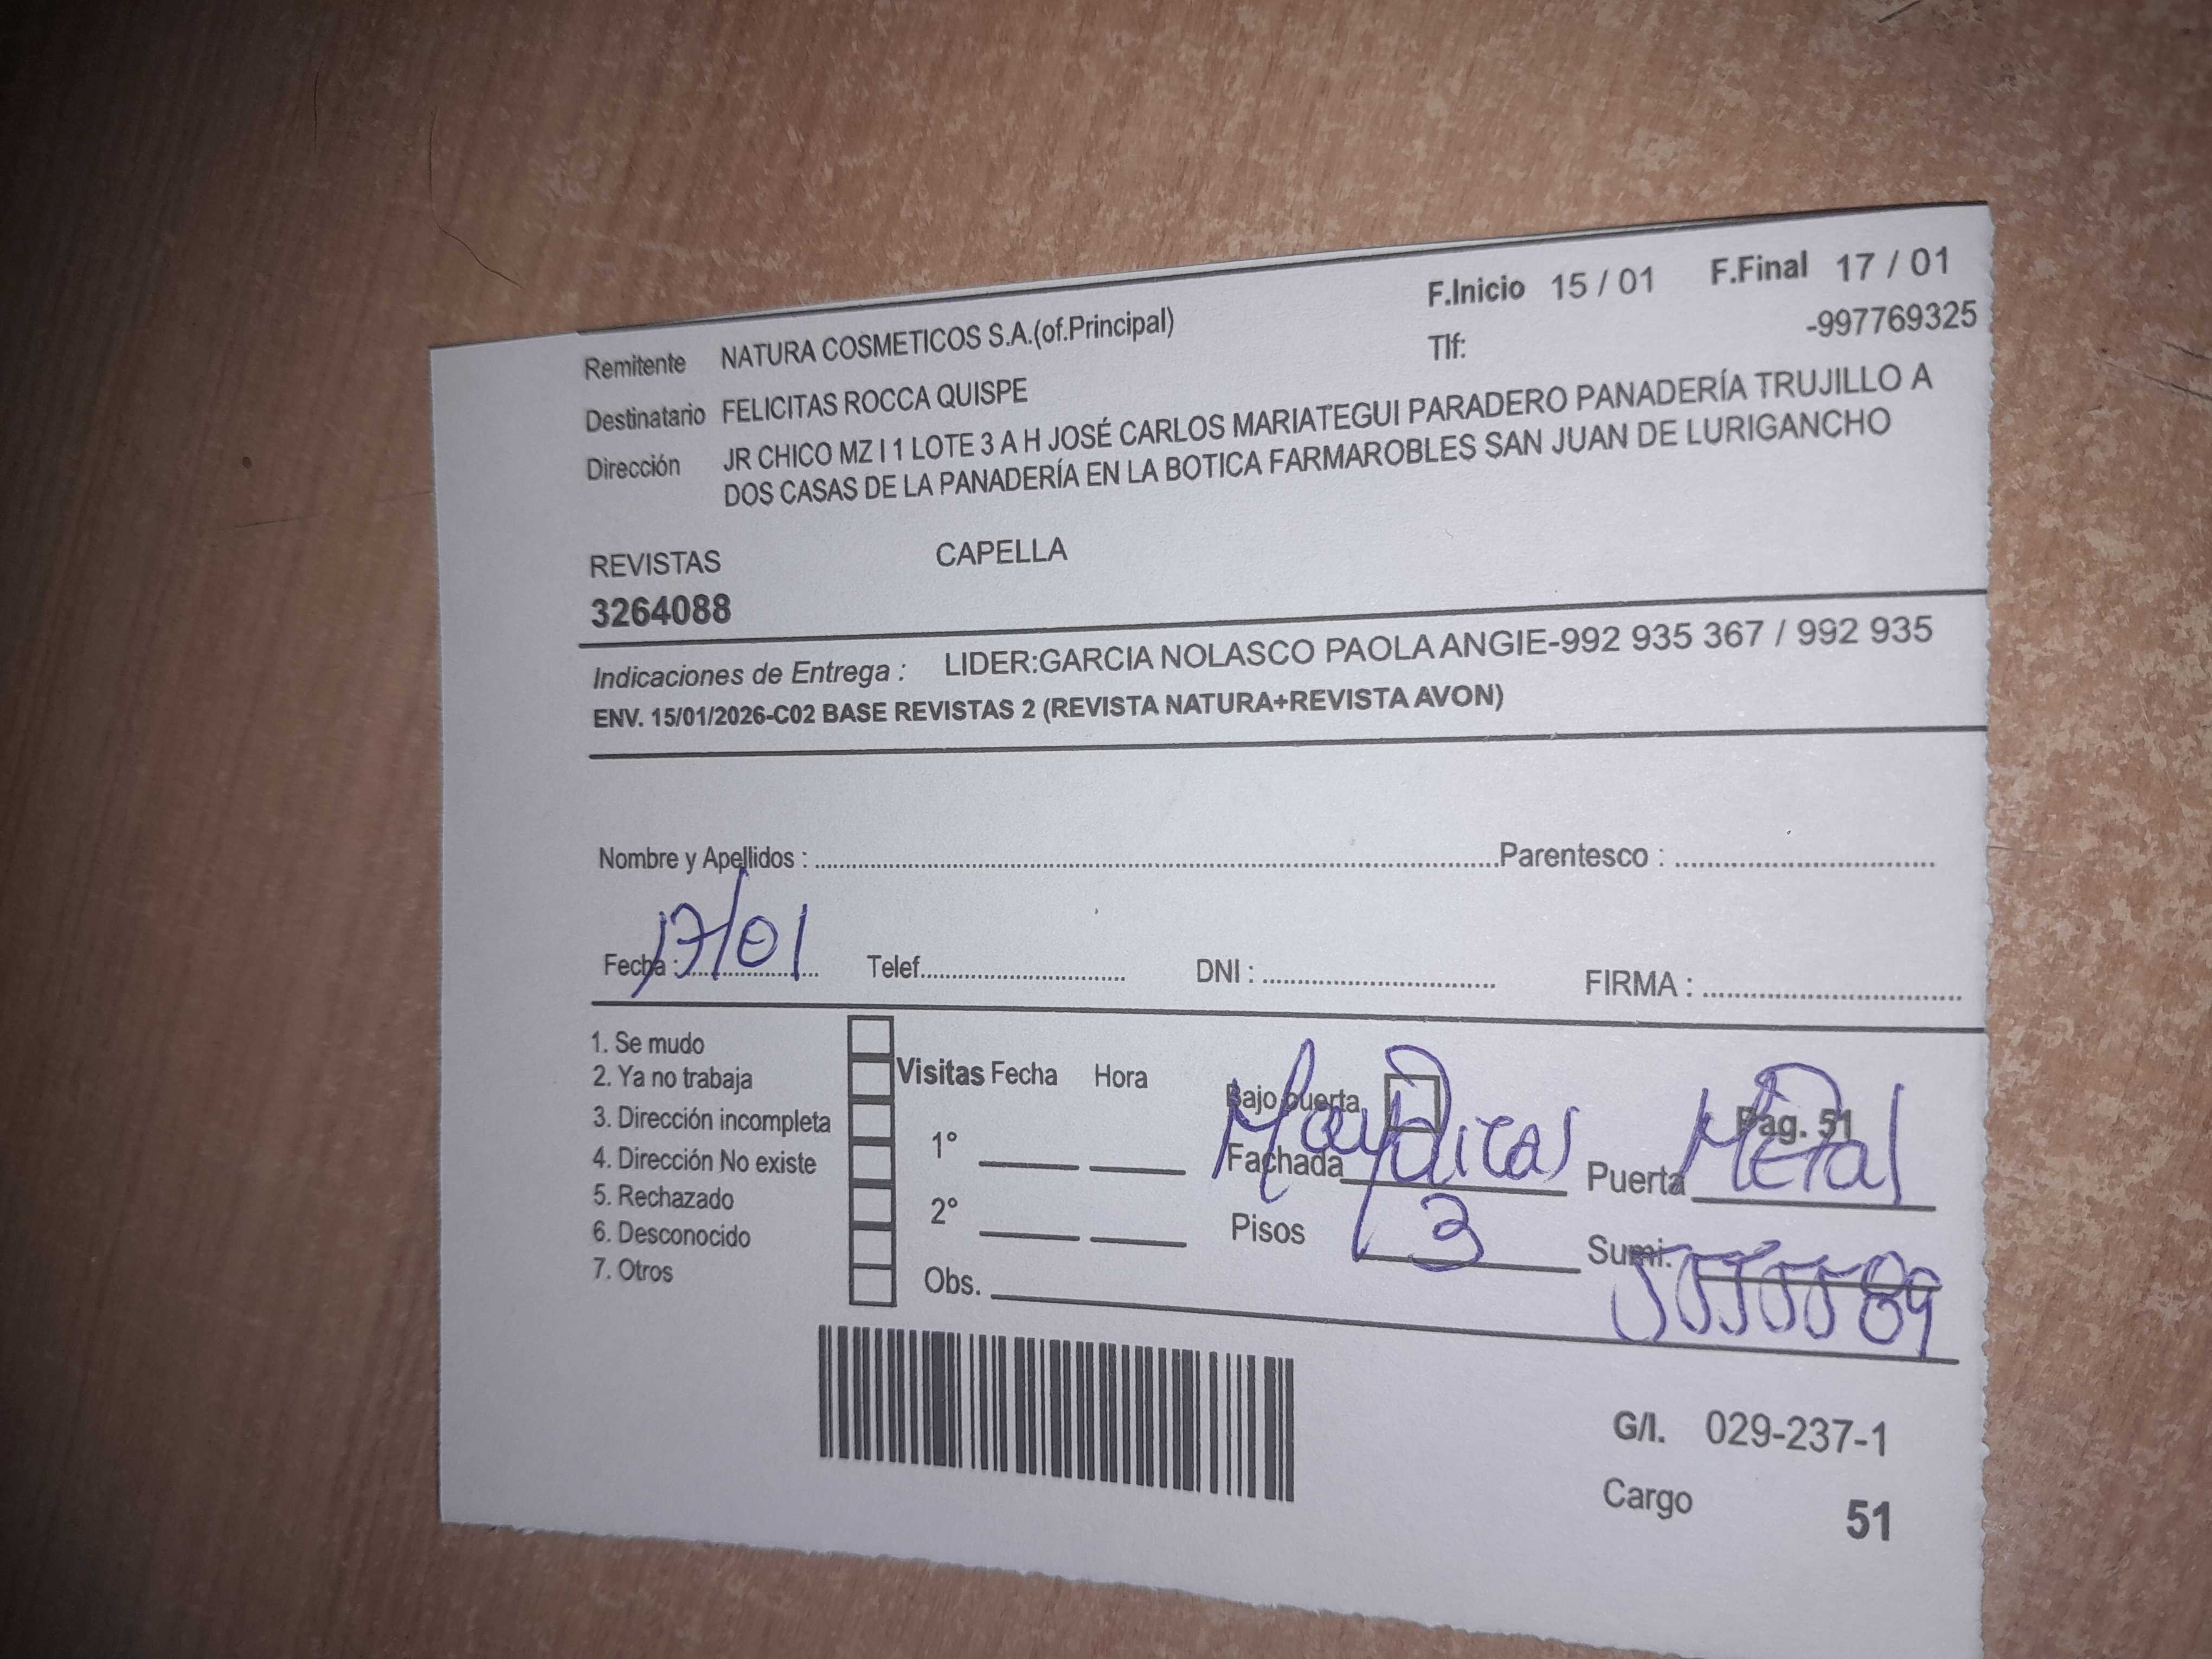 F.Inicio 15 / 01 F.Final 17 / 01
Remitente NATURA COSMETICOS S.A.(of.Principal) Tlf: -997769325
Destinatario FELICITAS ROCCA QUISPE
Dirección JR CHICO MZ I 1 LOTE 3 A H JOSÉ CARLOS MARIATEGUI PARADERO PANADERÍA TRUJILLO A
DOS CASAS DE LA PANADERÍA EN LA BOTICA FARMAROBLES SAN JUAN DE LURIGANCHO
REVISTAS CAPELLA
3264088
Indicaciones de Entrega : LIDER:GARCIA NOLASCO PAOLA ANGIE-992 935 367 / 992 935
ENV. 15/01/2026-C02 BASE REVISTAS 2 (REVISTA NATURA+REVISTA AVON)
Nombre y Apellidos : Parentesco :
Fecha : 17/01 Telef. DNI : FIRMA :
1. Se mudo
2. Ya no trabaja
3. Dirección incompleta
4. Dirección No existe
5. Rechazado
6. Desconocido
7. Otros
Visitas Fecha Hora
1°
2°
Obs.
Bajo puerta Pag. 51
Fachada Mayolicas Puerta Metal
Pisos 3 Sumi.
G/I. 029-237-1
Cargo 51